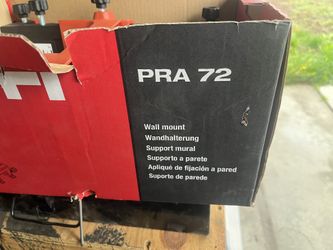 PRA 72
Wall mount
Wandhalterung
Support mural
Supporto a parete
Apliqué de fijación a pared
Suporte de parede